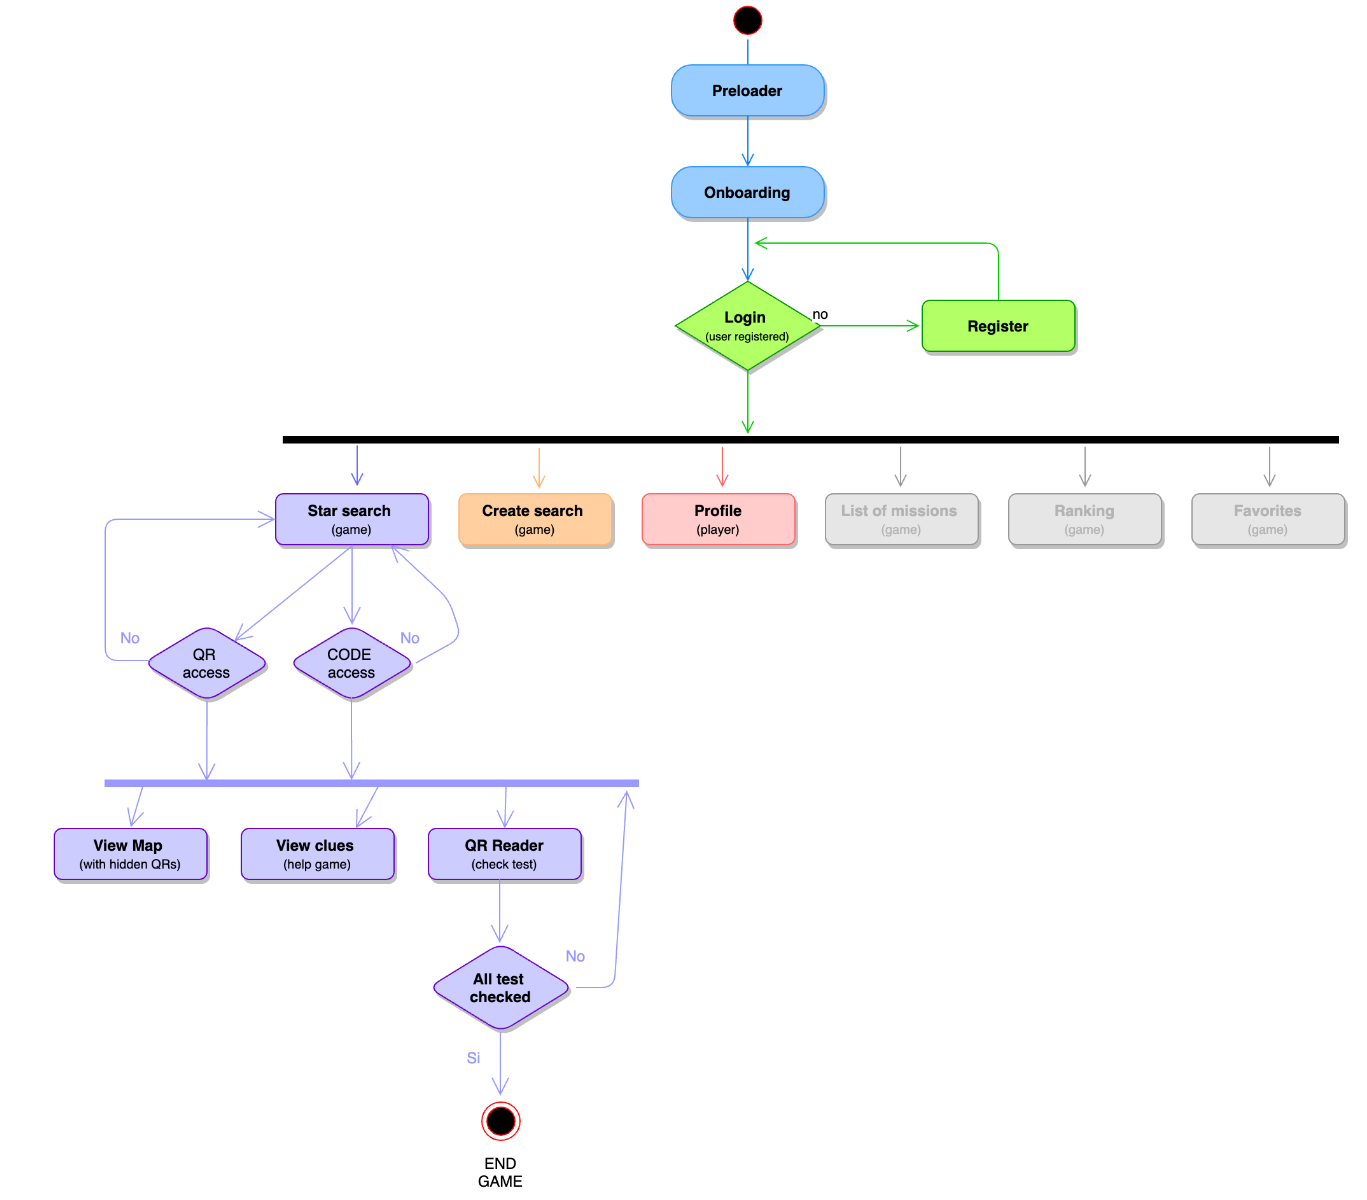 Preloader
Onboarding
Login
(user registered)
no
Register
Star search
(game)
Create search
(game)
Profile
(player)
List of missions
(game)
Ranking
(game)
Favorites
(game)
No
QR
access
CODE
access
No
View Map
(with hidden QRs)
View clues
(help game)
QR Reader
(check test)
All test
checked
No
Si
END
GAME